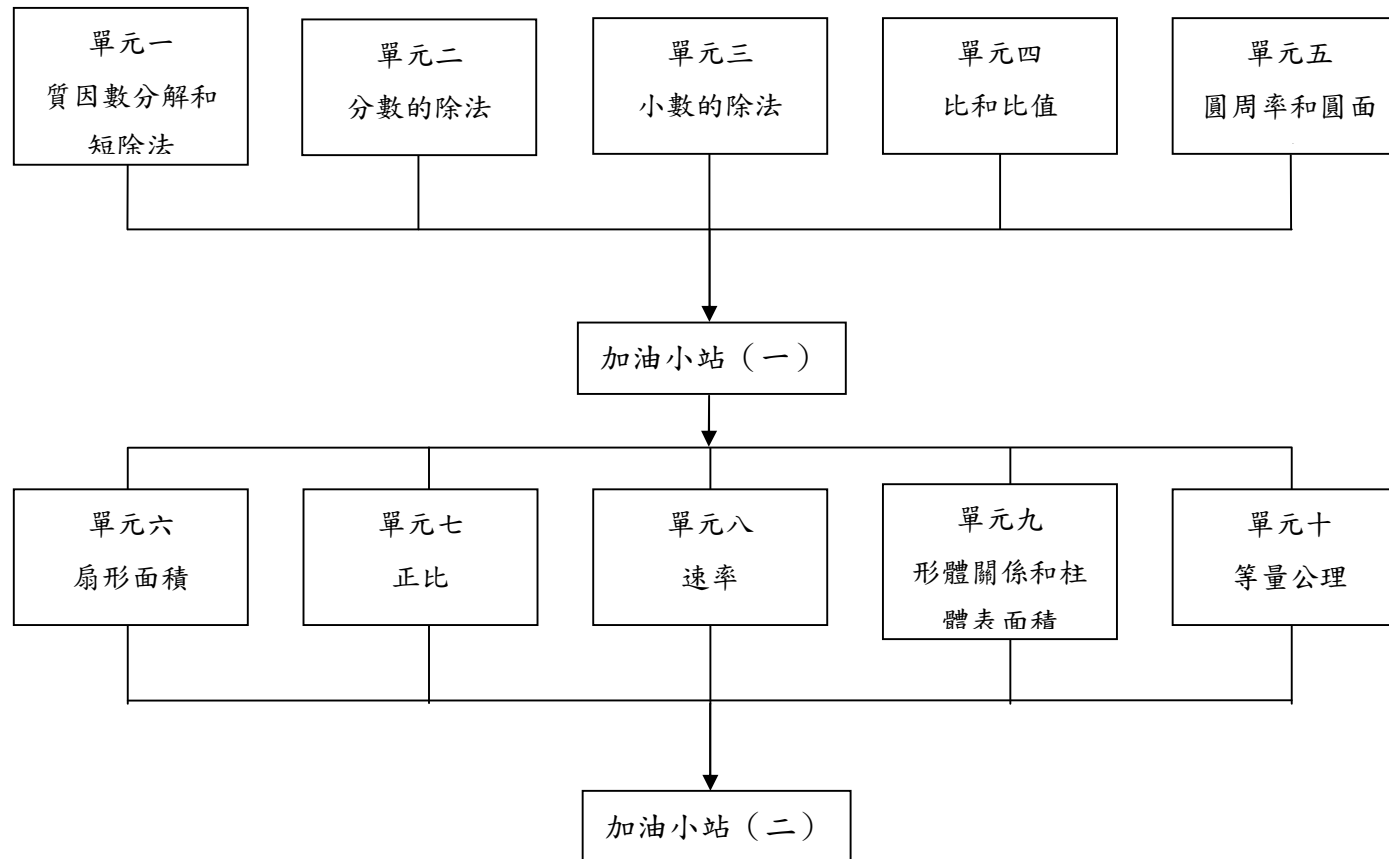 單元一
質因數分解和
短除法
單元二
分數的除法
單元三
小數的除法
單元四
比和比值
單元五
圓周率和圓面
加油小站（一）
單元六
扇形面積
單元七
正比
單元八
速率
單元九
形體關係和柱
體表面積
單元十
等量公理
加油小站（二）